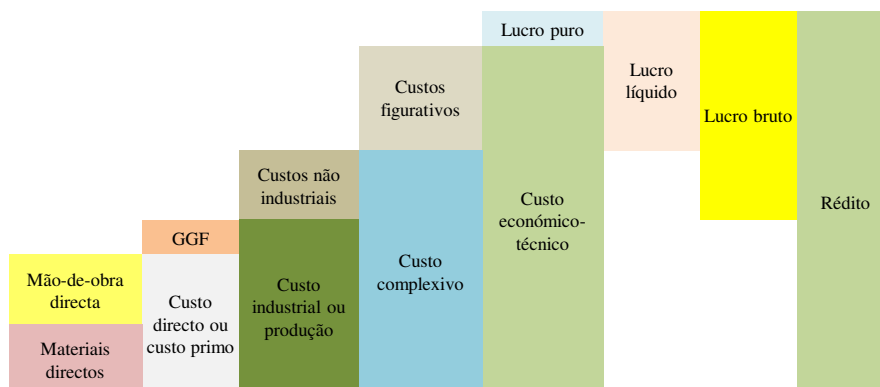 Lucro puro
Custos
figurativos
Lucro
líquido
Lucro bruto
Custos não
industriais
Custo
económico-
técnico
Rédito
GGF
Mão-de-obra
directa
Custo
directo ou
custo primo
Custo
industrial ou
produção
Custo
complexivo
Materiais
directos